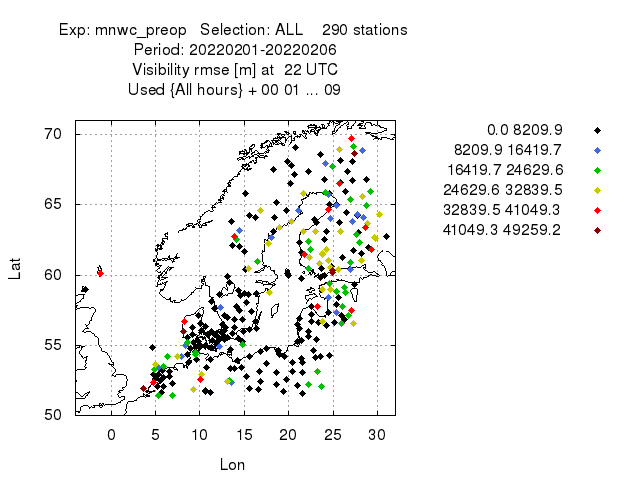 Exp: mnwc_preop Selection: ALL 290 stations
Period: 20220201-20220206
Visibility rmse [m] at 22 UTC
Used {All hours} + 00 01 ... 09
70
65
60
55
50
Lat
0 5 10 15 20 25 30
Lon
0.0 8209.9
8209.9 16419.7
16419.7 24629.6
24629.6 32839.5
32839.5 41049.3
41049.3 49259.2